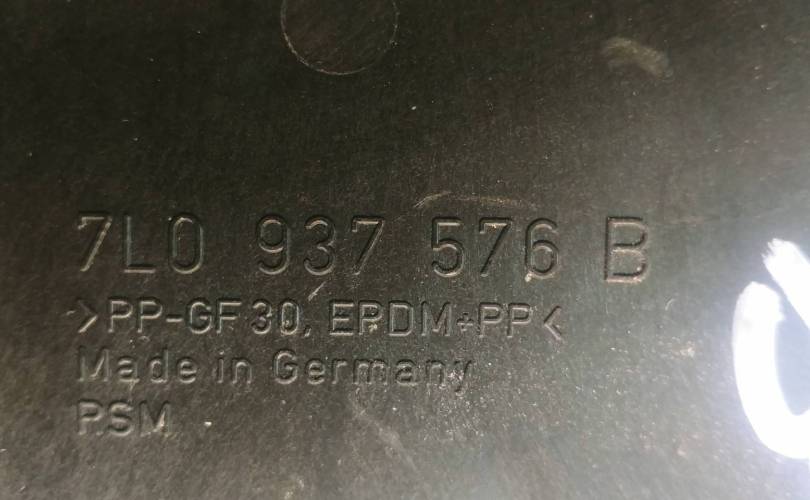 7L0 937 576 B
>PP-GF30, EPDM+PP<
Made in Germany
PSM